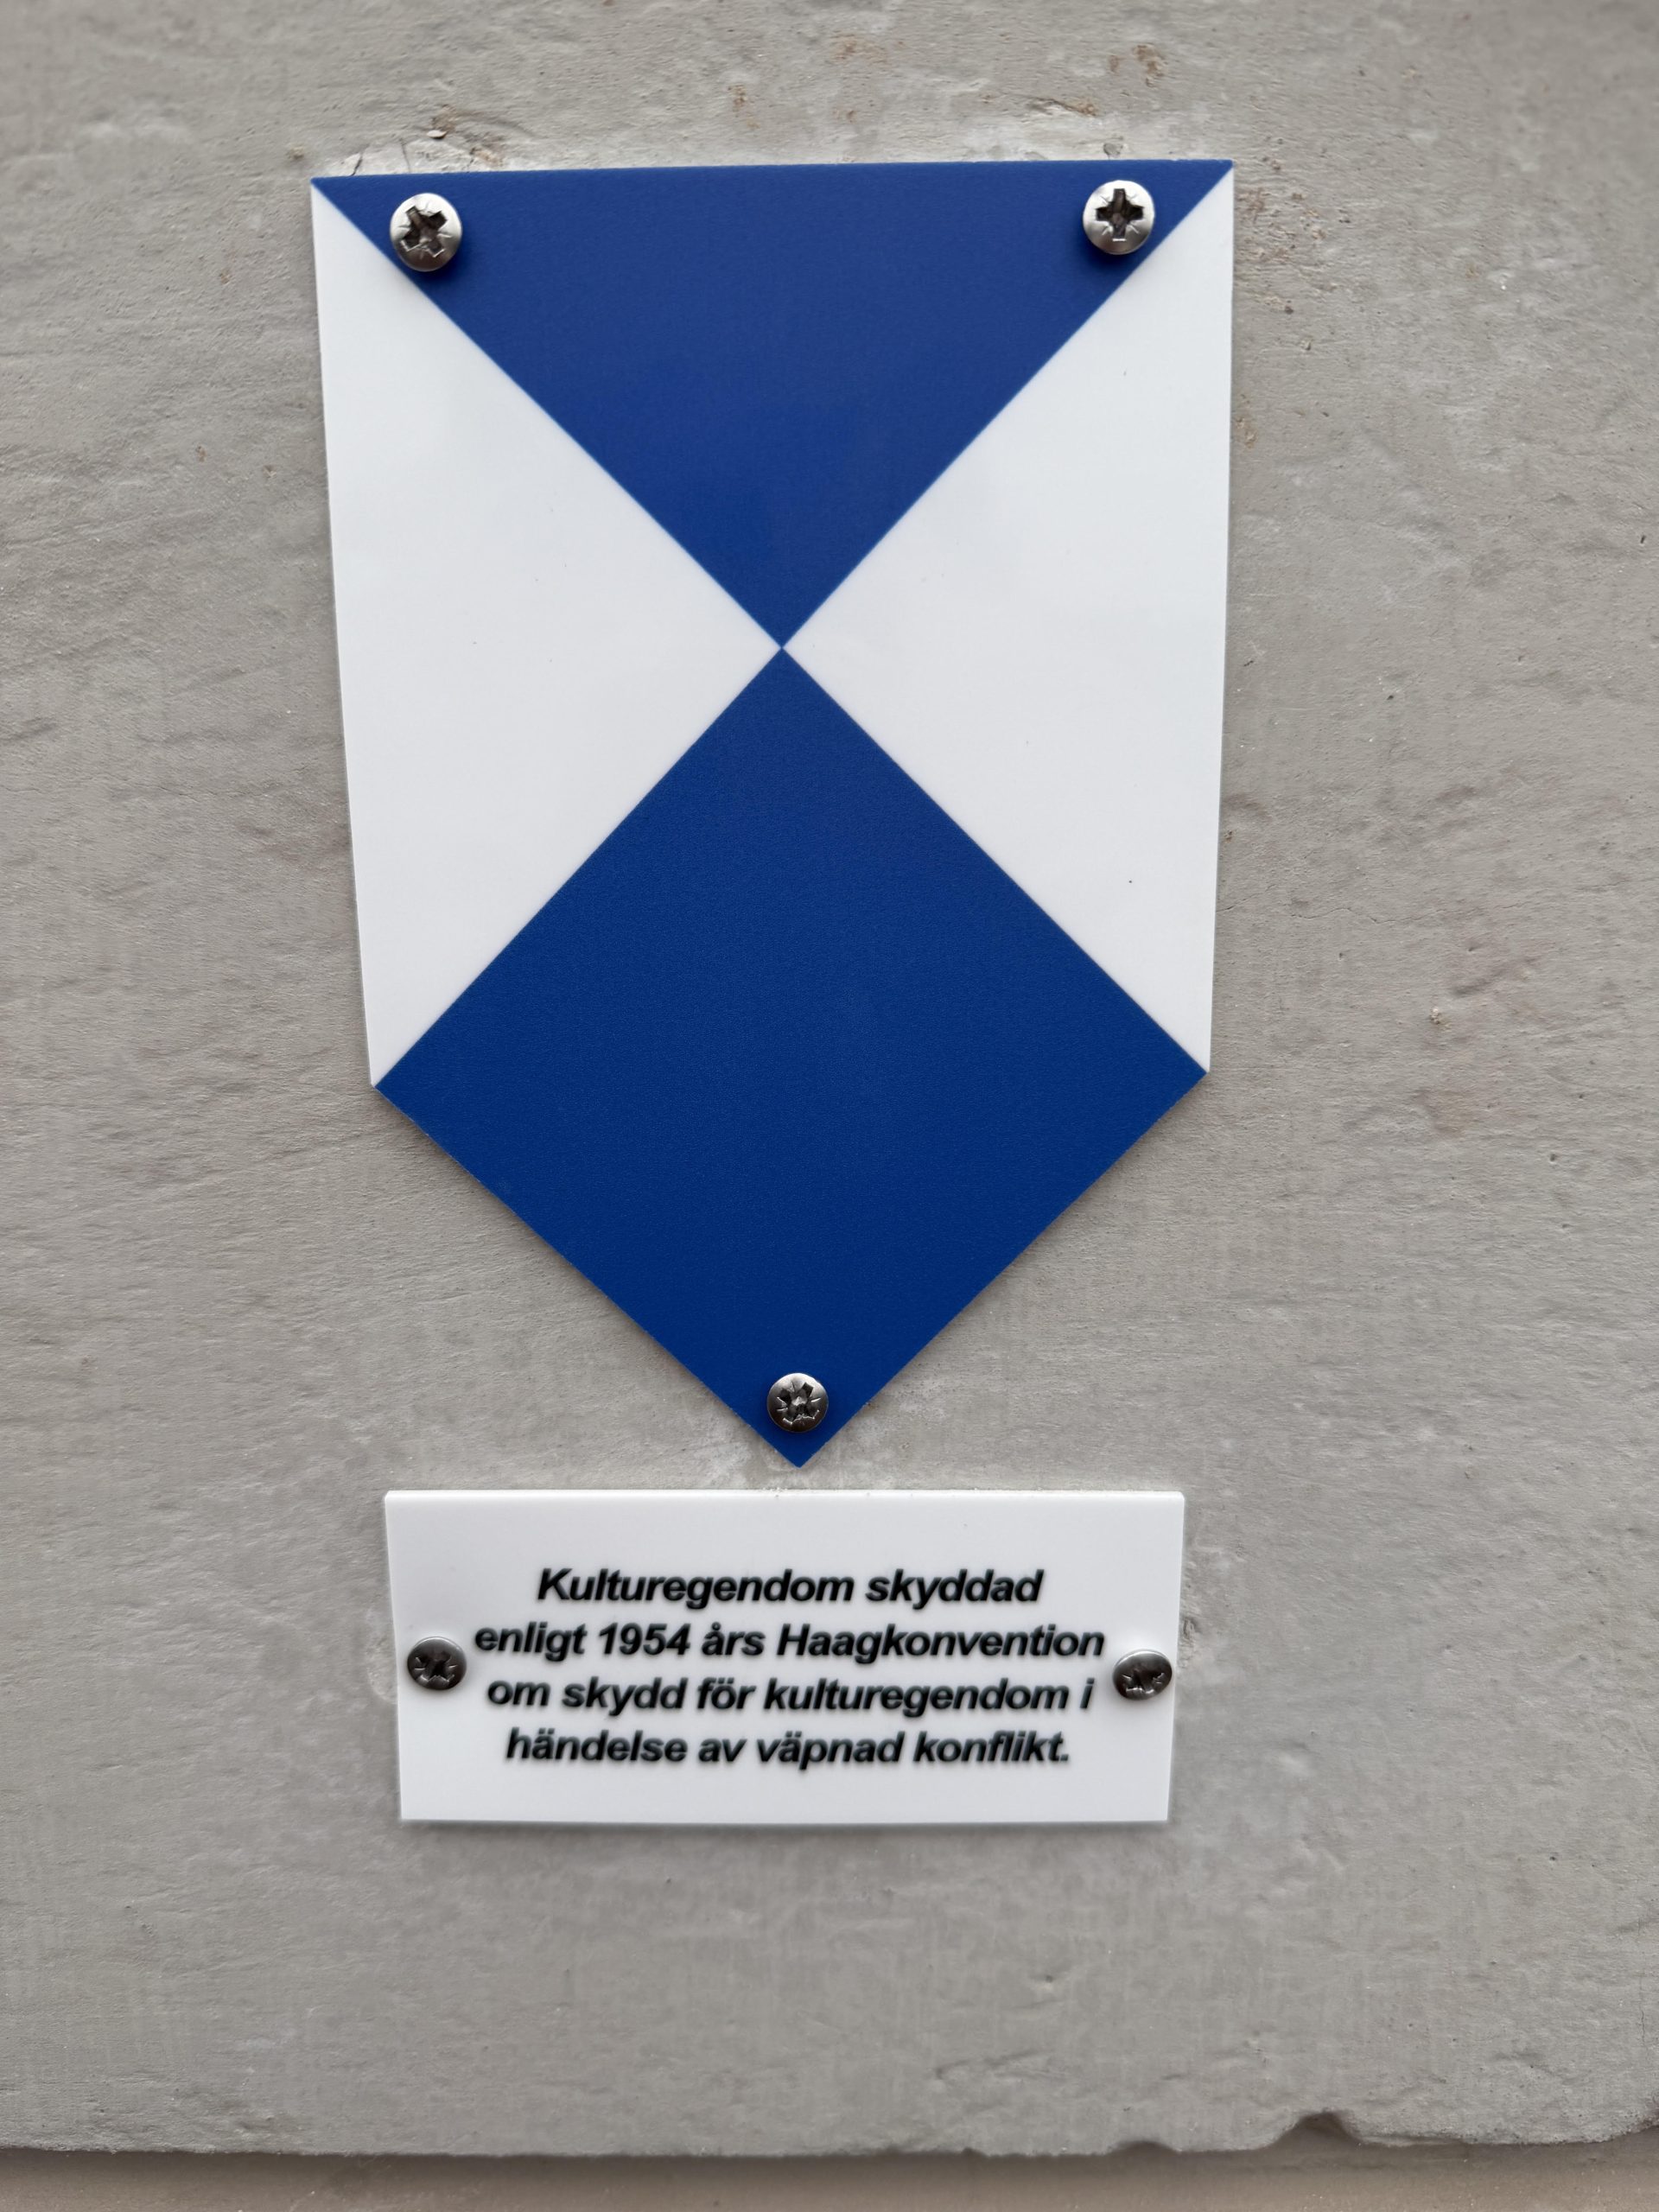 Kulturegendom skyddad
enligt 1954 års Haagkonvention
om skydd för kulturegendom i
händelse av väpnad konflikt.